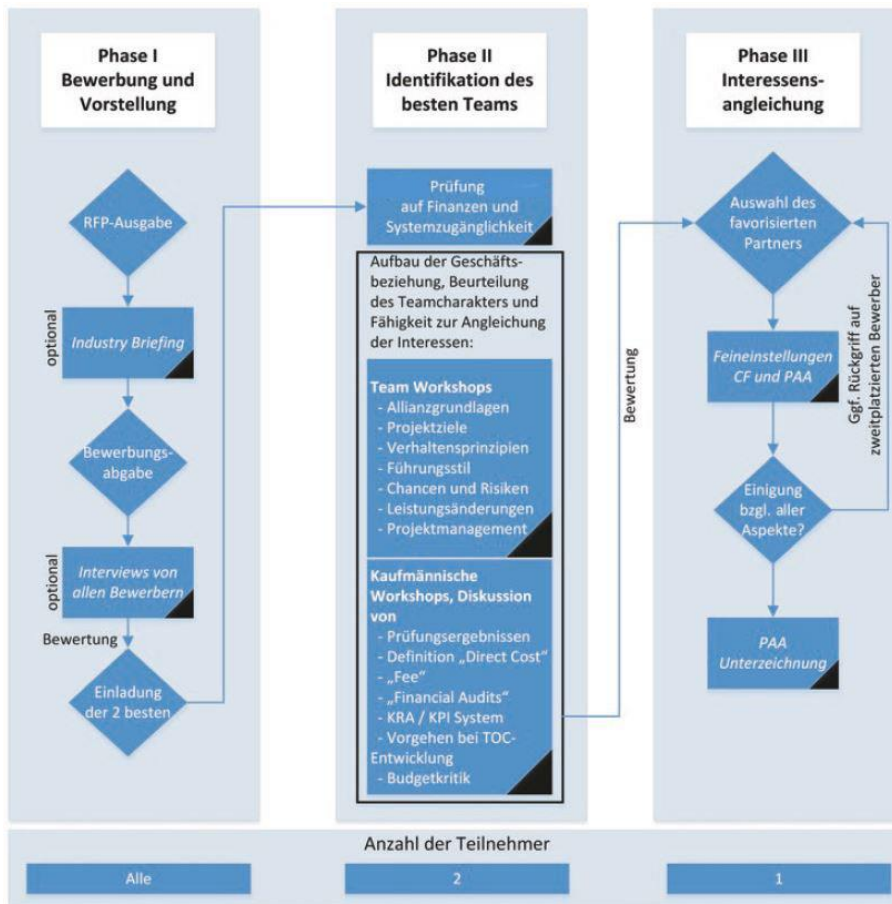 Phase I
Bewerbung und
Vorstellung
RFP-Ausgabe
optional
Industry Briefing
Bewerbungs-
abgabe
optional
Interviews von
allen Bewerbern
Bewertung
Einladung
der 2 besten
Phase II
Identifikation des
besten Teams
Prüfung
auf Finanzen und
Systemzugänglichkeit
Aufbau der Geschäfts-
beziehung, Beurteilung
des Teamcharakters und
Fähigkeit zur Angleichung
der Interessen:
Team Workshops
- Allianzgrundlagen
- Projektziele
- Verhaltensprinzipien
- Führungsstil
- Chancen und Risiken
- Leistungsänderungen
- Projektmanagement
Kaufmännische
Workshops, Diskussion
von
- Prüfungsergebnissen
- Definition „Direct Cost“
- „Fee“
- „Financial Audits“
- KRA / KPI System
- Vorgehen bei TOC-
Entwicklung
- Budgetkritik
Bewertung
Phase III
Interessens-
angleichung
Auswahl des
favorisierten
Partners
Feineinstellungen
CF und PAA
Ggf. Rückgriff auf
zweitplatzierten Bewerber
Einigung
bzgl. aller
Aspekte?
PAA
Unterzeichnung
Anzahl der Teilnehmer
Alle
2
1